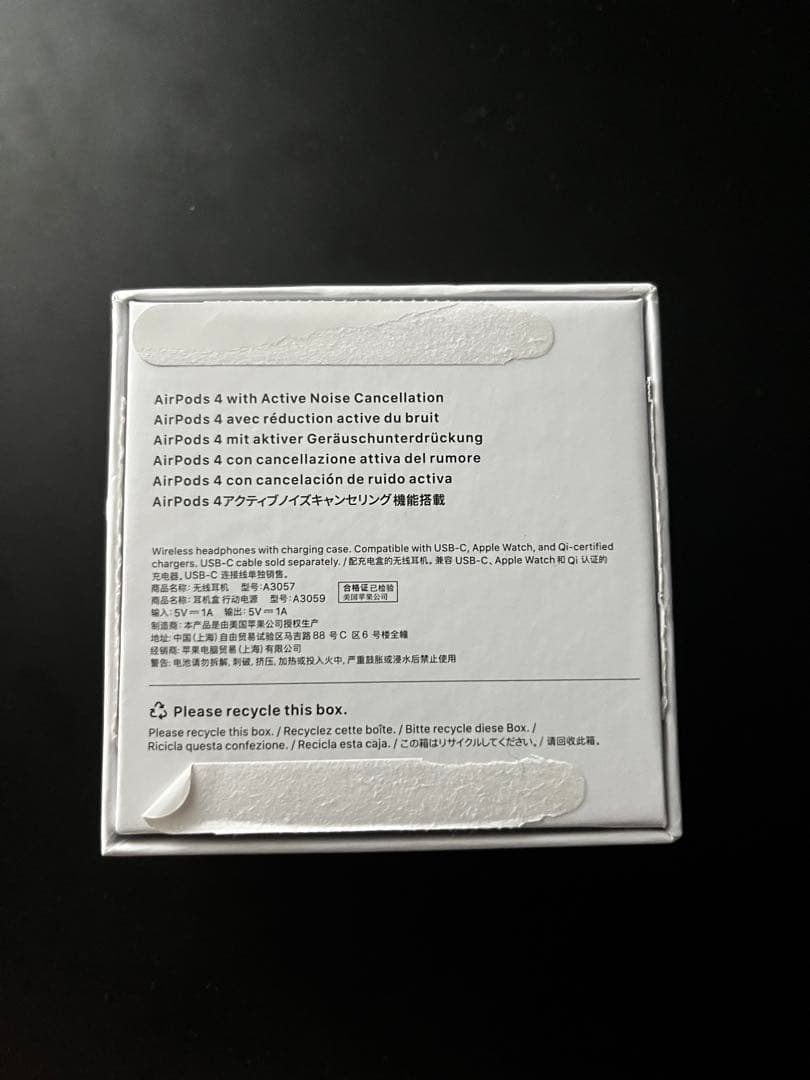 AirPods 4 with Active Noise Cancellation
AirPods 4 avec réduction active du bruit
AirPods 4 mit aktiver Geräuschunterdrückung
AirPods 4 con cancellazione attiva del rumore
AirPods 4 con cancelación de ruido activa
AirPods 4アクティブノイズキャンセリング機能搭載
Wireless headphones with charging case. Compatible with USB-C, Apple Watch, and Qi-certified
chargers. USB-C cable sold separately. / 配充电盒的无线耳机。兼容 USB-C、Apple Watch 和 Qi 认证的
充电器。USB-C 连接线单独销售。
商品名称: 无线耳机 型号: A3057
商品名称: 耳机盒 行动电源 型号: A3059
合格证 已检验
美国苹果公司
输入: 5V⎓1A 输出: 5V⎓1A
制造商: 本产品是由美国苹果公司授权生产
地址: 中国(上海)自由贸易试验区马吉路 88 号 C 区 6 号楼全幢
经销商: 苹果电脑贸易(上海)有限公司
警告: 电池请勿拆解, 刺破, 挤压, 加热或投入火中, 严重鼓胀或浸水后禁止使用
Please recycle this box.
Please recycle this box. / Recyclez cette boîte. / Bitte recycle diese Box. /
Ricicla questa confezione. / Recicla esta caja. / この箱はリサイクルしてください。/ 请回收此箱。